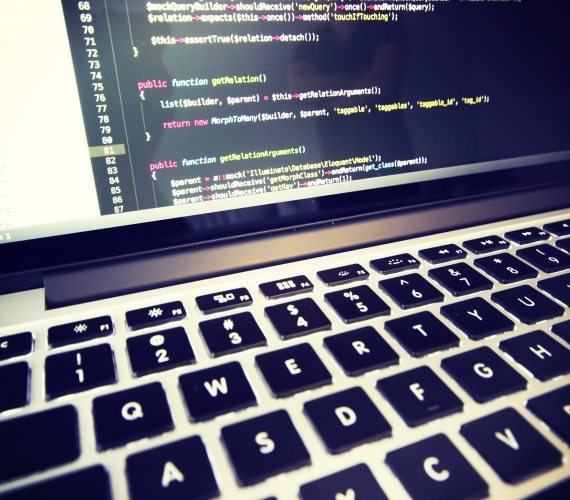 68 $mockQueryBuilder->shouldReceive('newQuery')->once()->andReturn($query);
69 $relation->expects($this->once())->method('touchIfTouching');
70
71 $this->assertTrue($relation->detach());
72 }
73
74
75 public function getRelation()
76 {
77 list($builder, $parent) = $this->getRelationArguments();
78
79 return new MorphToMany($builder, $parent, 'taggable', 'taggables', 'taggable_id', 'tag_id');
80 }
81
82 public function getRelationArguments()
83 {
84 $parent = m::mock('Illuminate\Database\Eloquent\Model');
85 $parent->shouldReceive('getMorphClass')->andReturn(get_class($parent));
86 $parent->shouldReceive('getKey')->andReturn(1);
87
F1 F2 F3 F4 F5 F6 F7 F8
! 1 @ 2 # 3 $ 4 % 5 ^ 6 & 7 * 8 ( 9
Q W E R T Y U
A S D F G H
C V